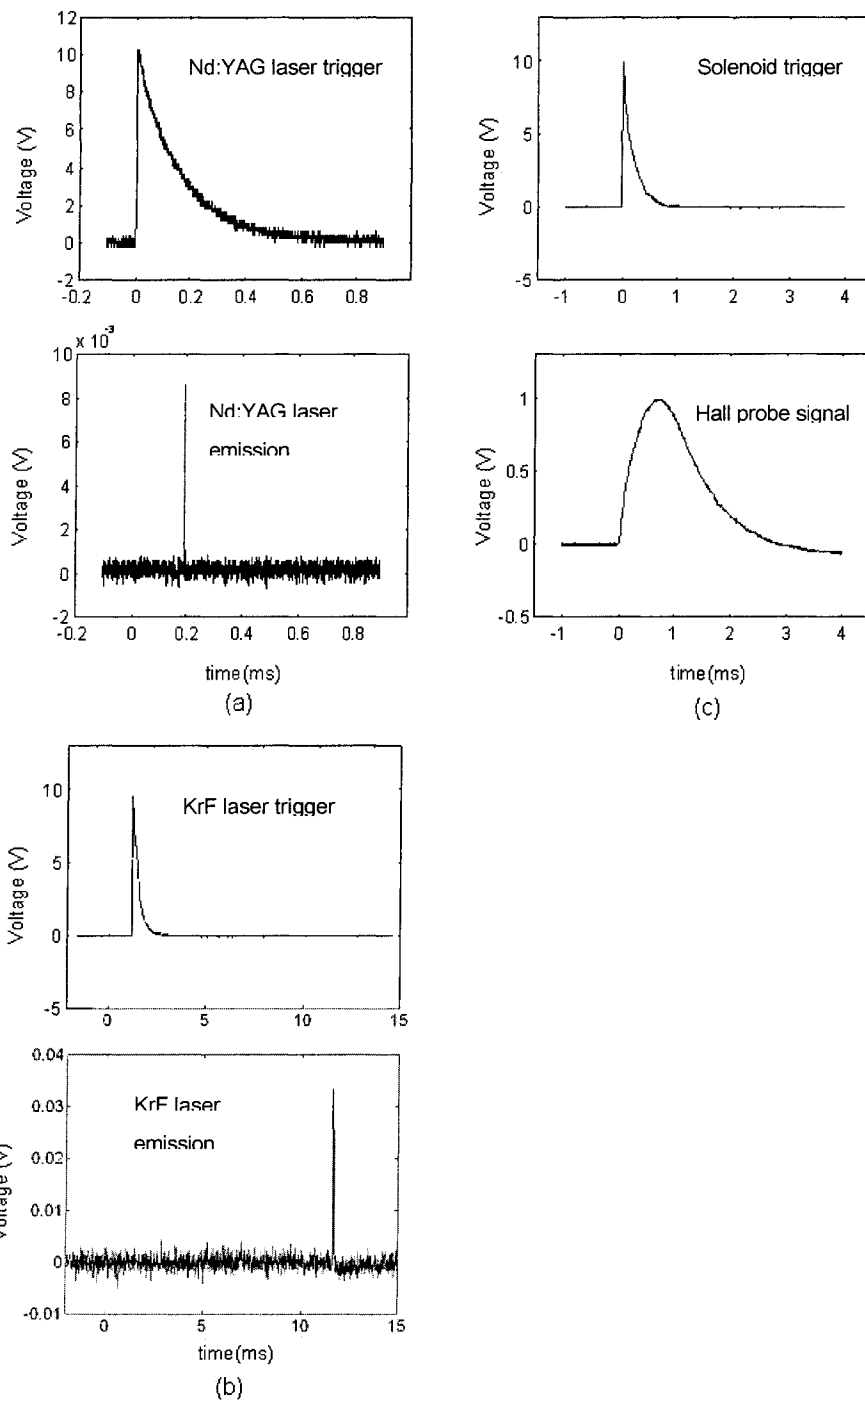 12
10
8
6
4
2
0
-2
Voltage (V)
Nd:YAG laser trigger
-0.2 0 0.2 0.4 0.6 0.8
x 10-3
10
8
6
4
2
0
-2
Voltage (V)
Nd:YAG laser
emission
-0.2 0 0.2 0.4 0.6 0.8
time(ms)
(a)
10
5
0
-5
Voltage (V)
Solenoid trigger
-1 0 1 2 3 4
1
0.5
0
-0.5
Voltage (V)
Hall probe signal
-1 0 1 2 3 4
time(ms)
(c)
10
5
0
-5
Voltage (V)
KrF laser trigger
0 5 10 15
0.04
0.03
0.02
0.01
0
-0.01
Voltage (V)
KrF laser
emission
0 5 10 15
time(ms)
(b)